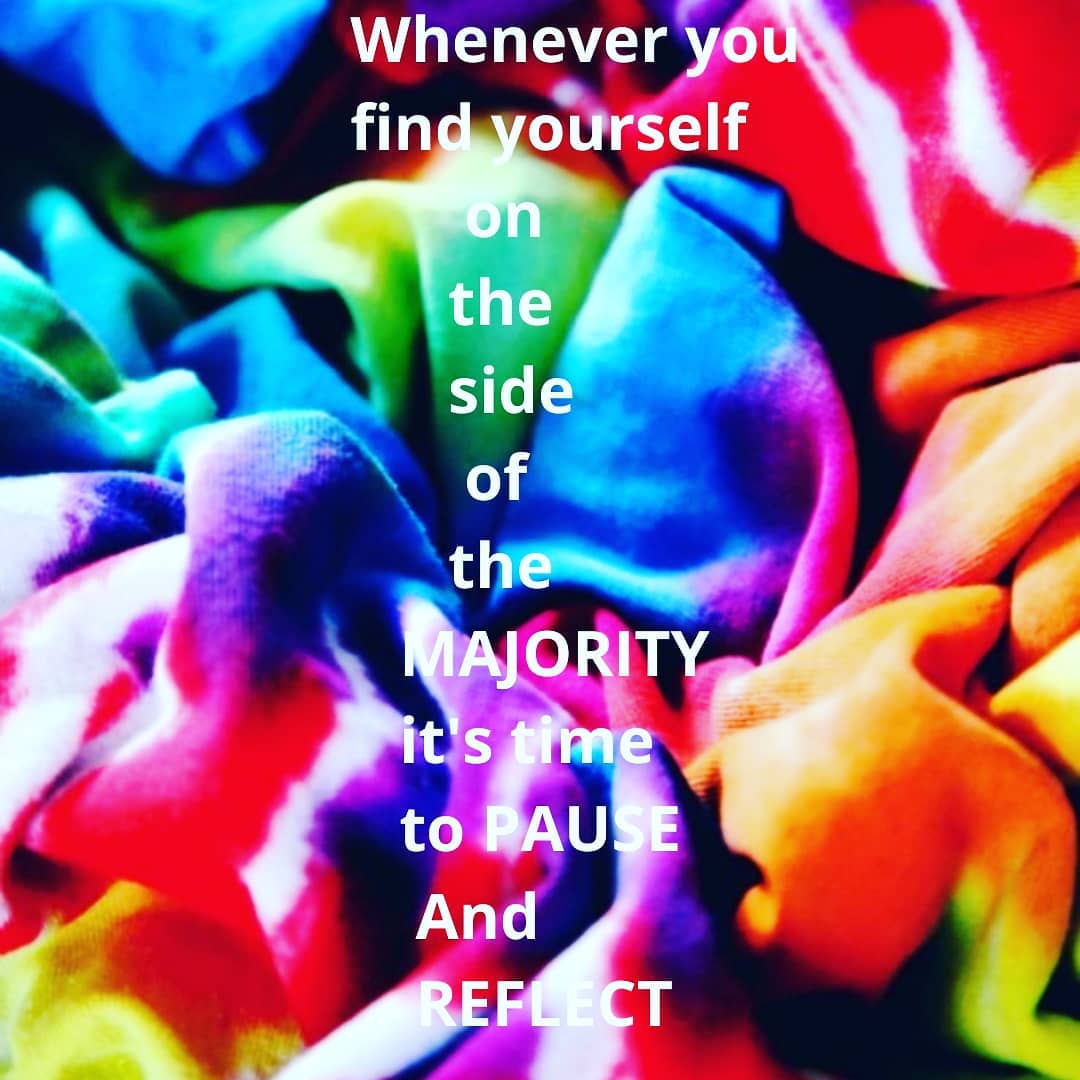 Whenever you
find yourself
on
the
side
of
the
MAJORITY
it's time
to PAUSE
And
REFLECT